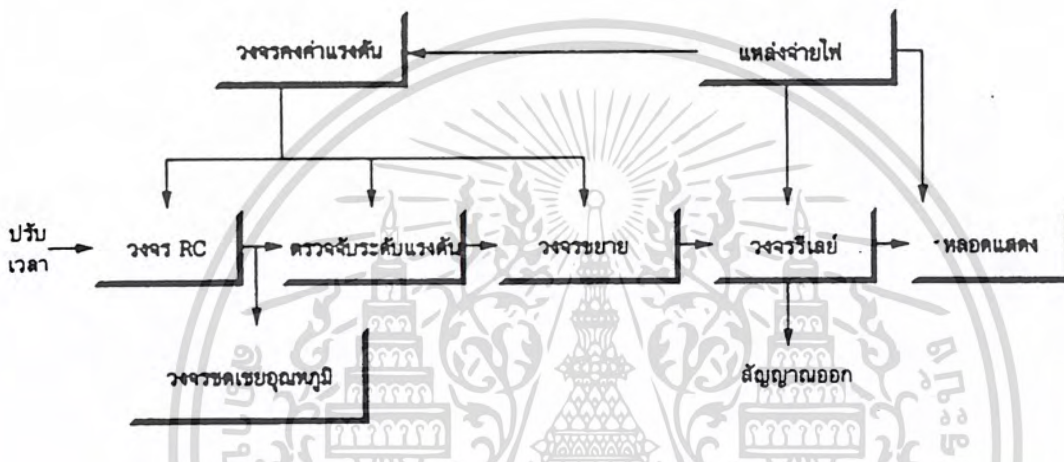 วงจรคงค่าแรงดัน
แหล่งจ่ายไฟ
ปรับ
เวลา
วงจร RC
ตรวจจับระดับแรงดัน
วงจรขยาย
วงจรรีเลย์
หลอดแสดง
วงจรชดเชยอุณหภูมิ
สัญญาณออก